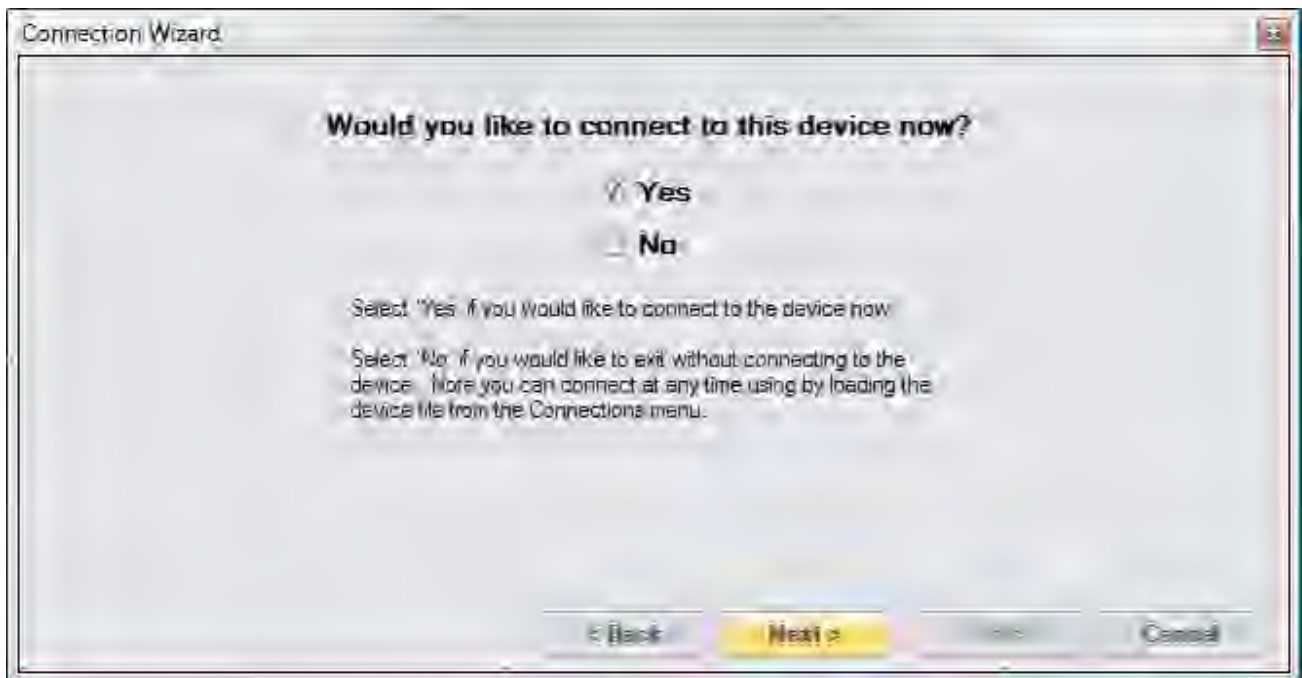 Connection Wizard
Would you like to connect to this device now?
Yes
No
Select 'Yes' if you would like to connect to the device now
Select 'No' if you would like to exit without connecting to the
device. Note you can connect at any time using by loading the
device file from the Connections menu.
< Back Next > Cancel